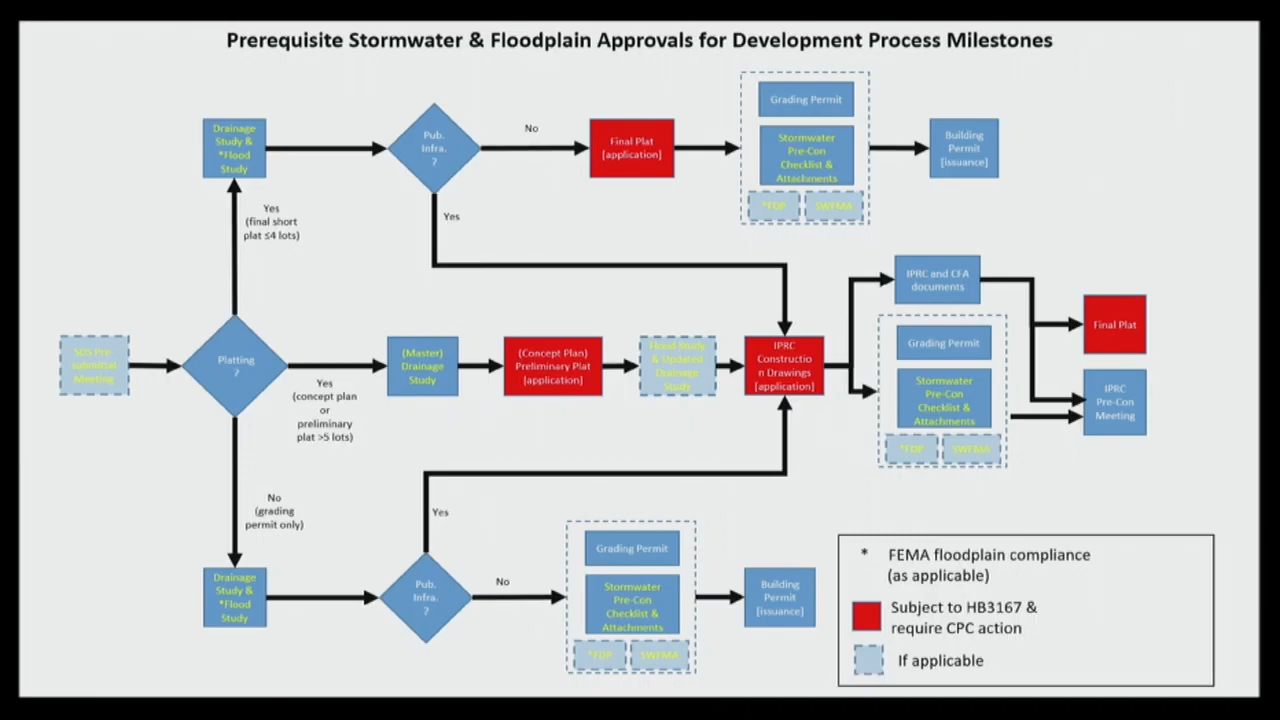 Prerequisite Stormwater & Floodplain Approvals for Development Process Milestones
Drainage
Study &
*Flood
Study
Pub.
Infra.
?
No
Final Plat
[application]
Grading Permit
Stormwater
Pre-Con
Checklist &
Attachments
*FDP
SWFMA
Building
Permit
[issuance]
Yes
(final short
plat ≤4 lots)
Yes
SDS Pre-
submittal
Meeting
Platting
?
Yes
(concept plan
or
preliminary
plat >5 lots)
(Master)
Drainage
Study
(Concept Plan)
Preliminary Plat
[application]
Flood Study
& Updated
Drainage
Study
IPRC
Constructio
n Drawings
[application]
IPRC and CFA
documents
Final Plat
Grading Permit
Stormwater
Pre-Con
Checklist &
Attachments
*FDP
SWFMA
IPRC
Pre-Con
Meeting
No
(grading
permit only)
Drainage
Study &
*Flood
Study
Pub.
Infra.
?
Yes
No
Grading Permit
Stormwater
Pre-Con
Checklist &
Attachments
*FDP
SWFMA
Building
Permit
[issuance]
* FEMA floodplain compliance
(as applicable)
Subject to HB3167 &
require CPC action
If applicable